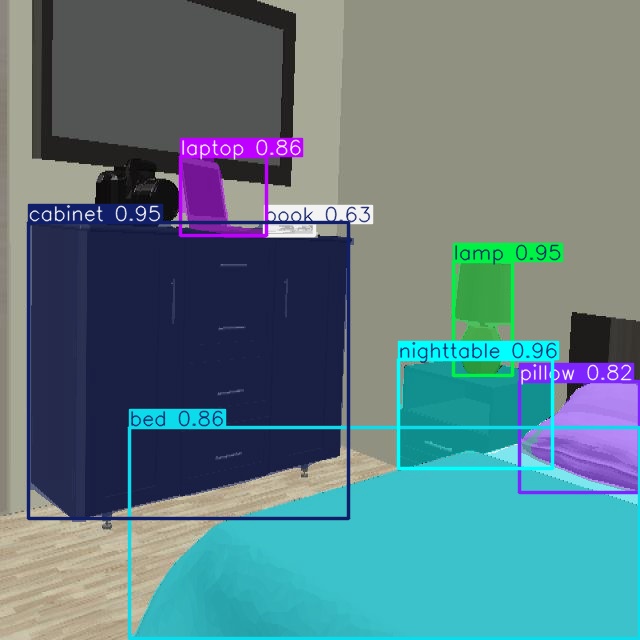 laptop 0.86
cabinet 0.95
book 0.63
lamp 0.95
nighttable 0.96
pillow 0.82
bed 0.86